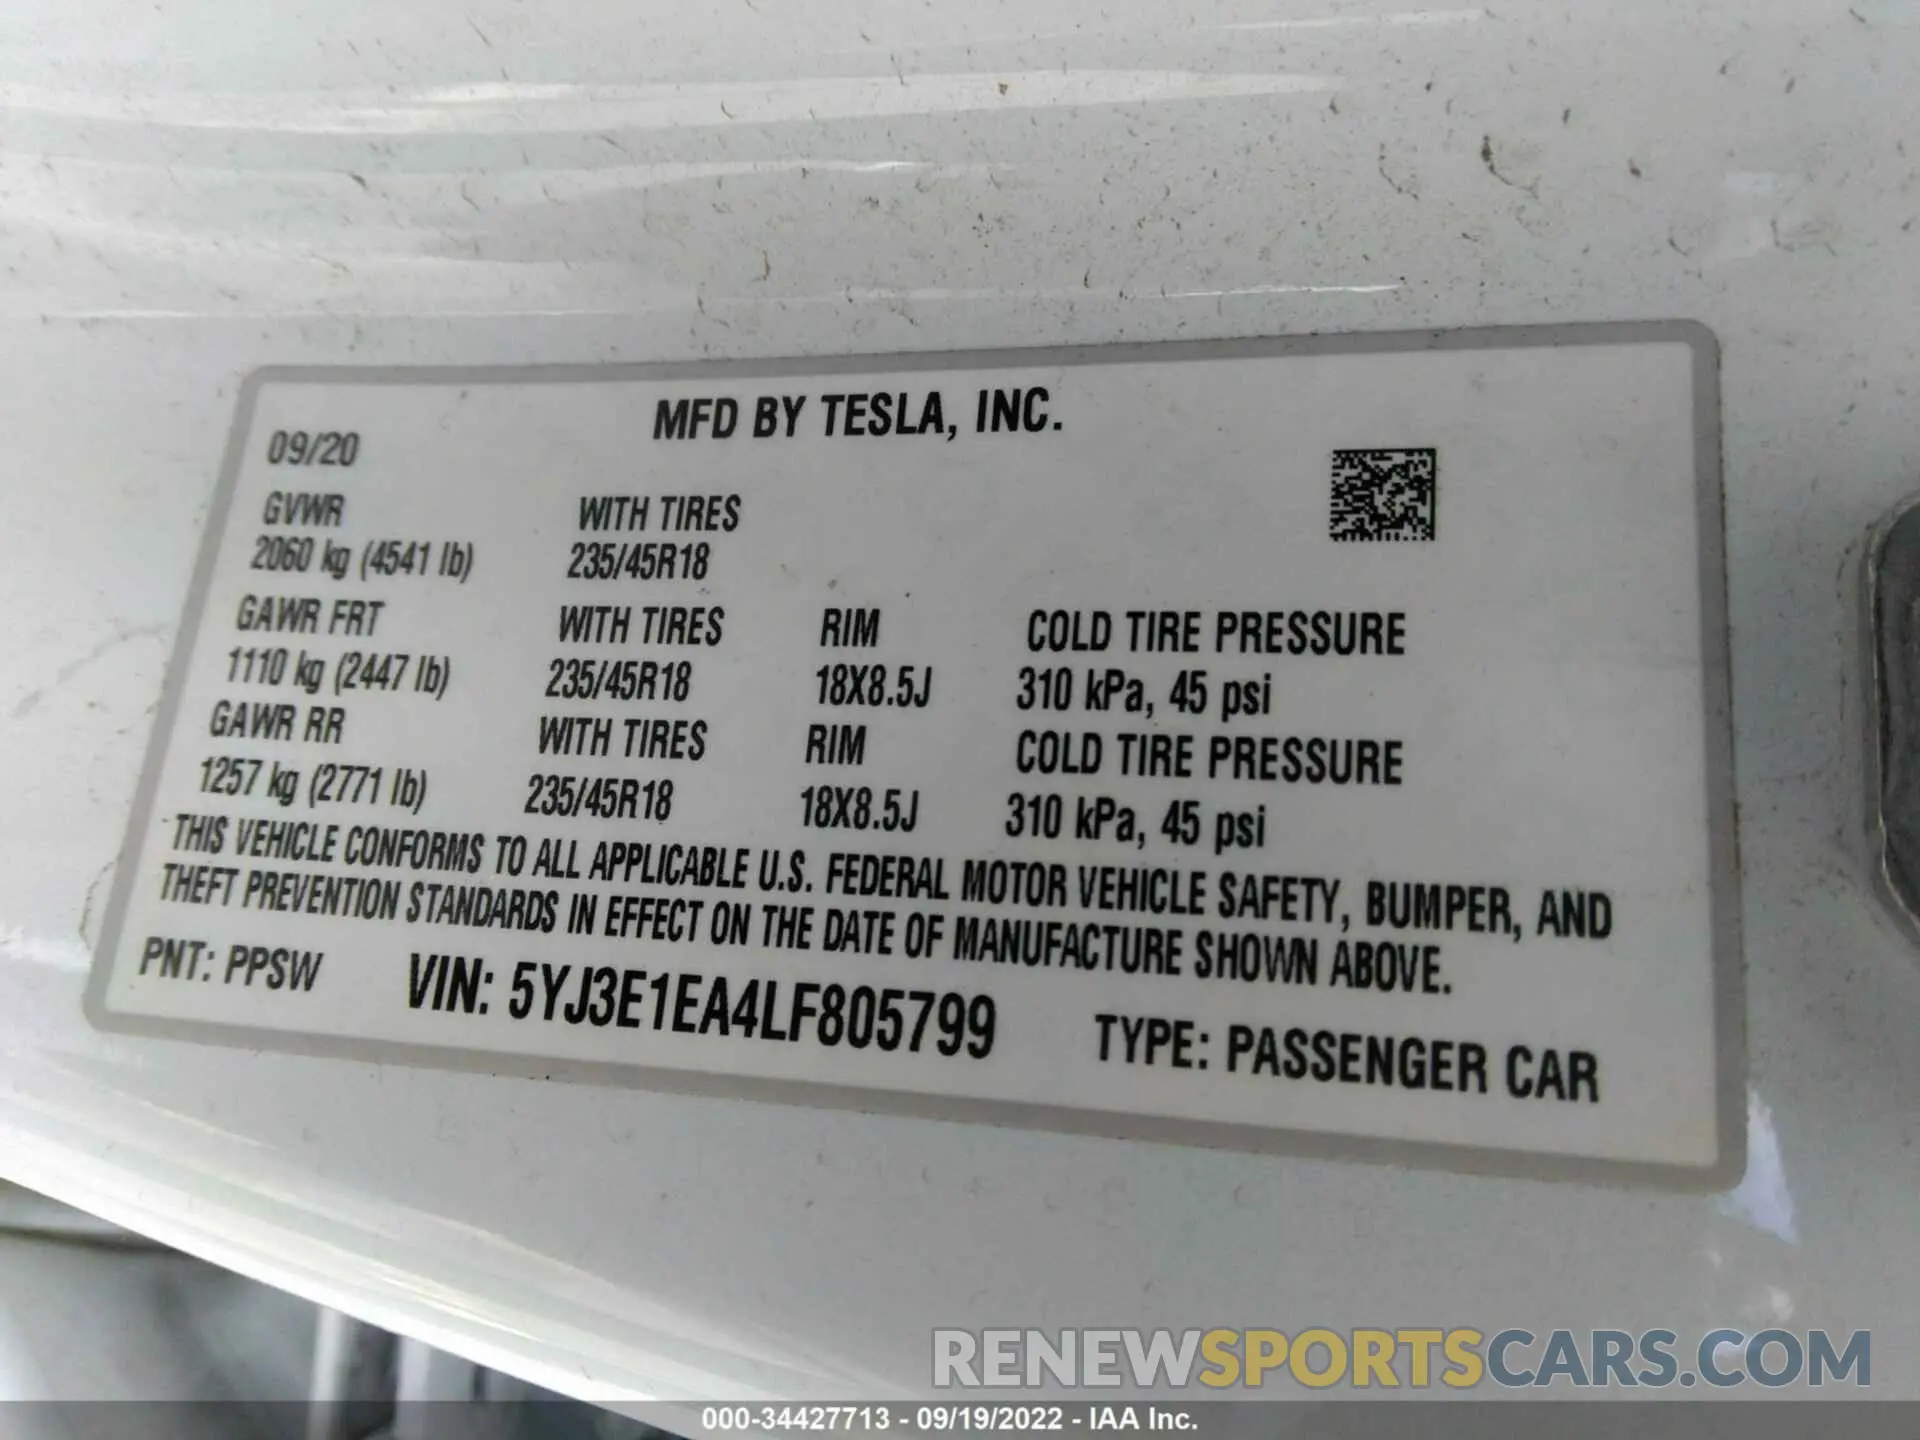 MFD BY TESLA, INC.
09/20
GVWR WITH TIRES
2060 kg (4541 lb) 235/45R18
GAWR FRT WITH TIRES RIM COLD TIRE PRESSURE
1110 kg (2447 lb) 235/45R18 18X8.5J 310 kPa, 45 psi
GAWR RR WITH TIRES RIM COLD TIRE PRESSURE
1257 kg (2771 lb) 235/45R18 18X8.5J 310 kPa, 45 psi
THIS VEHICLE CONFORMS TO ALL APPLICABLE U.S. FEDERAL MOTOR VEHICLE SAFETY, BUMPER, AND
THEFT PREVENTION STANDARDS IN EFFECT ON THE DATE OF MANUFACTURE SHOWN ABOVE.
PNT: PPSW VIN: 5YJ3E1EA4LF805799 TYPE: PASSENGER CAR
RENEWSPORTSCARS.COM
000-34427713 - 09/19/2022 - IAA Inc.